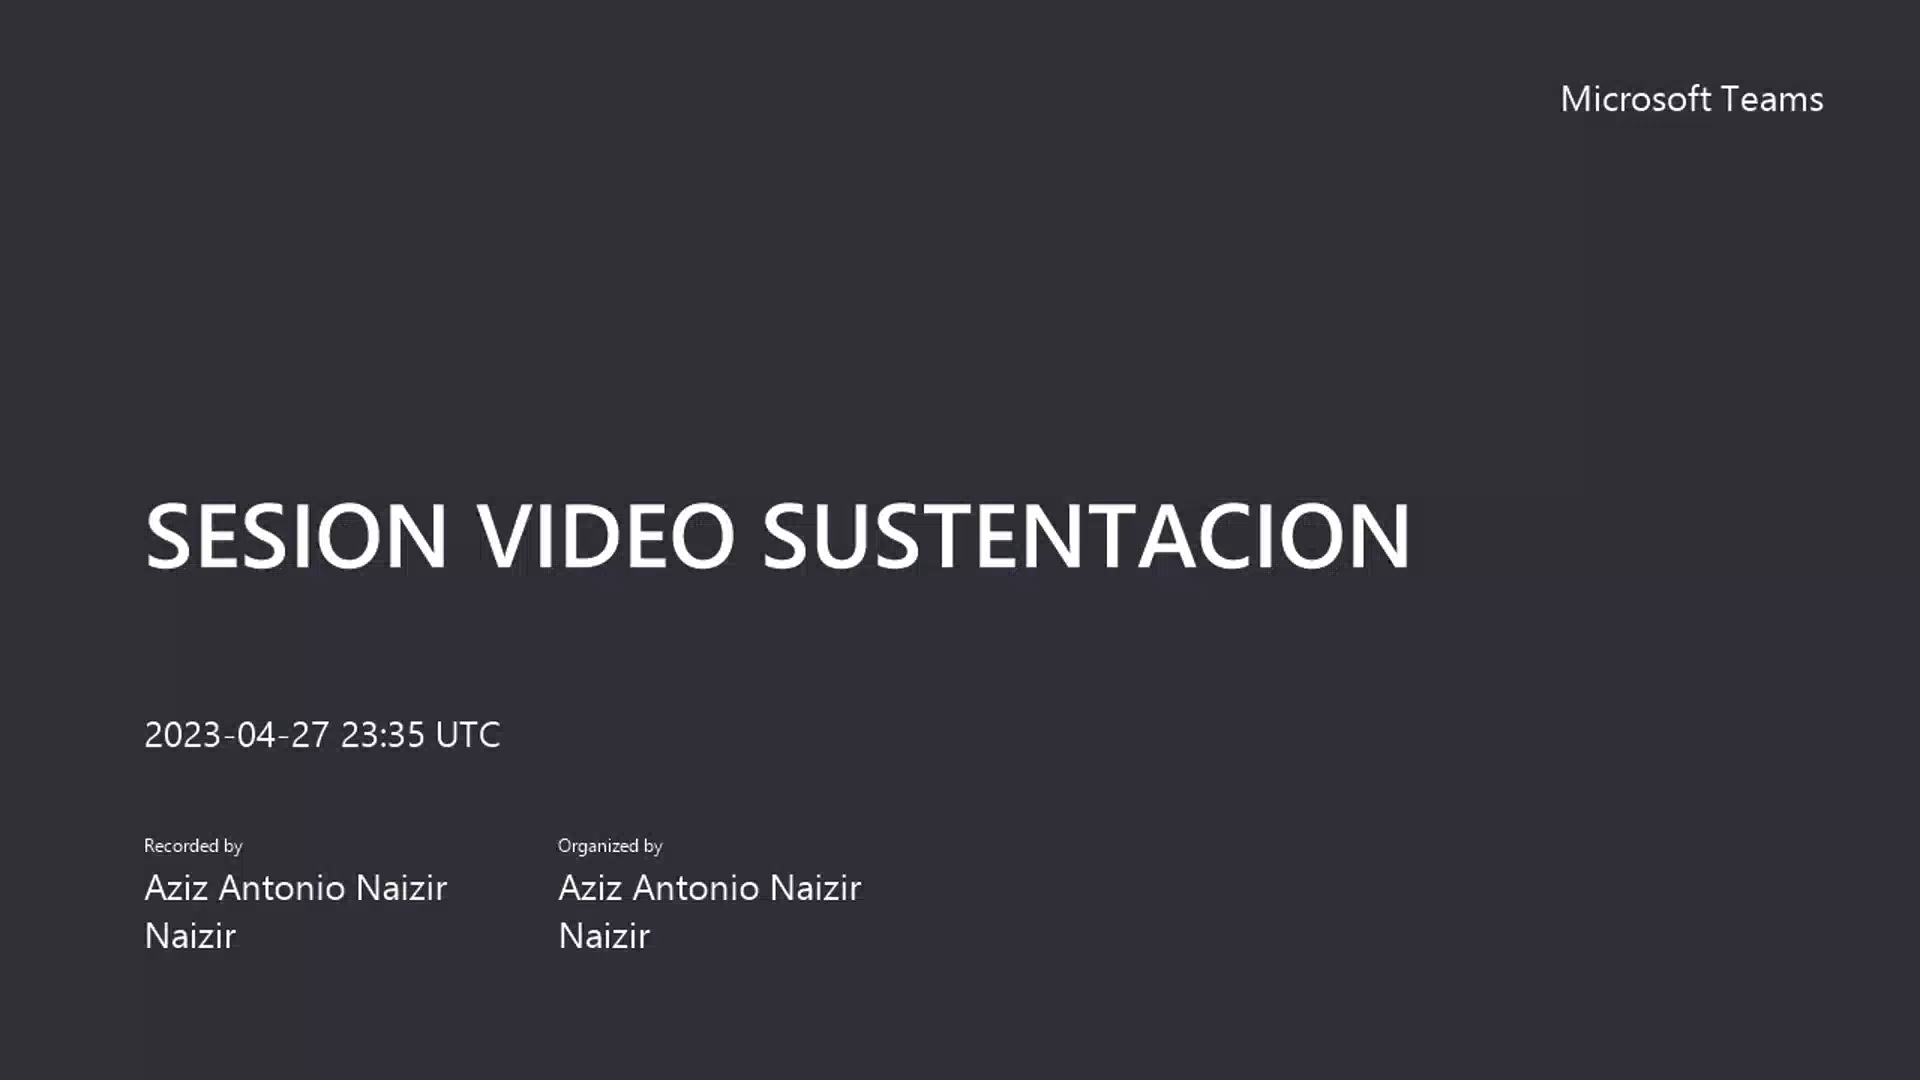 Microsoft Teams
SESION VIDEO SUSTENTACION
2023-04-27 23:35 UTC
Recorded by
Aziz Antonio Naizir
Naizir
Organized by
Aziz Antonio Naizir
Naizir